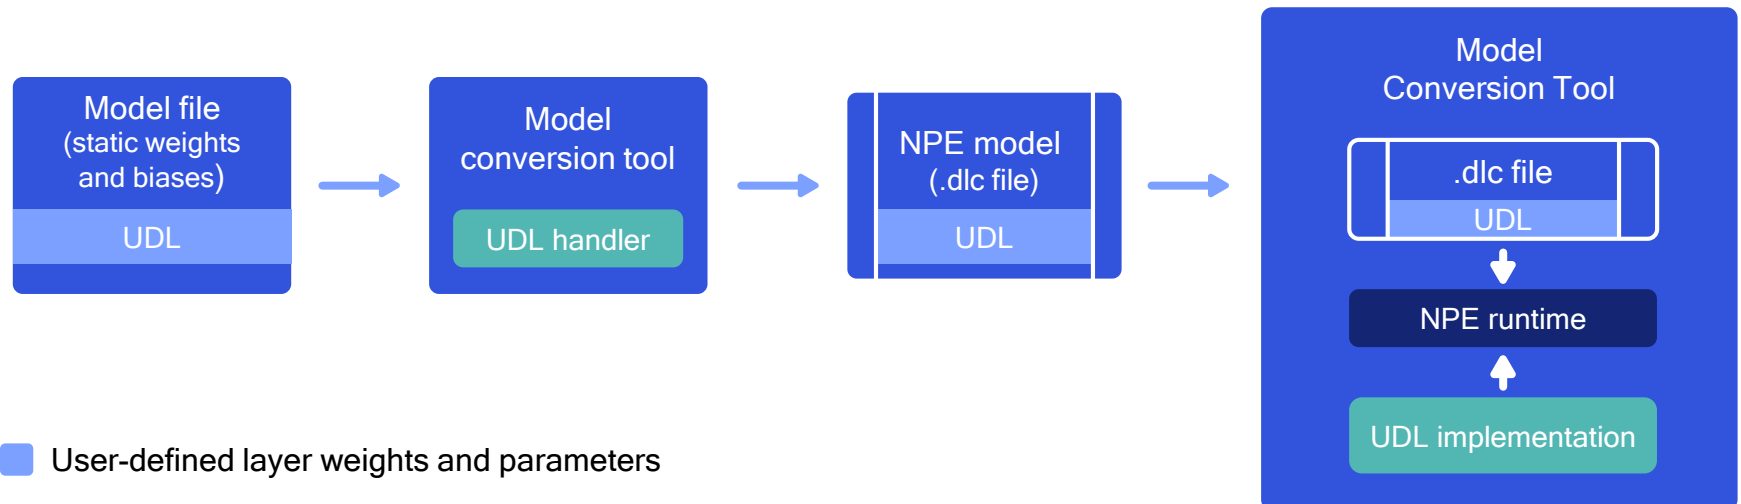 Model file
(static weights
and biases)
UDL
Model
conversion tool
UDL handler
NPE model
(.dlc file)
UDL
Model
Conversion Tool
.dlc file
UDL
NPE runtime
UDL implementation
User-defined layer weights and parameters